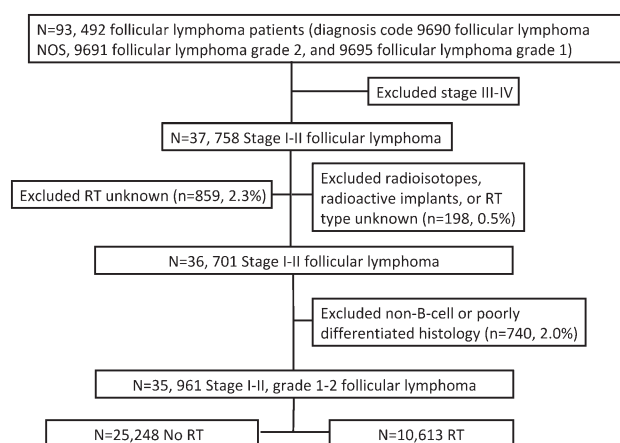 N=93, 492 follicular lymphoma patients (diagnosis code 9690 follicular lymphoma
NOS, 9691 follicular lymphoma grade 2, and 9695 follicular lymphoma grade 1)
Excluded stage III-IV
N=37, 758 Stage I-II follicular lymphoma
Excluded RT unknown (n=859, 2.3%)
Excluded radioisotopes,
radioactive implants, or RT
type unknown (n=198, 0.5%)
N=36, 701 Stage I-II follicular lymphoma
Excluded non-B-cell or poorly
differentiated histology (n=740, 2.0%)
N=35, 961 Stage I-II, grade 1-2 follicular lymphoma
N=25,248 No RT
N=10,613 RT